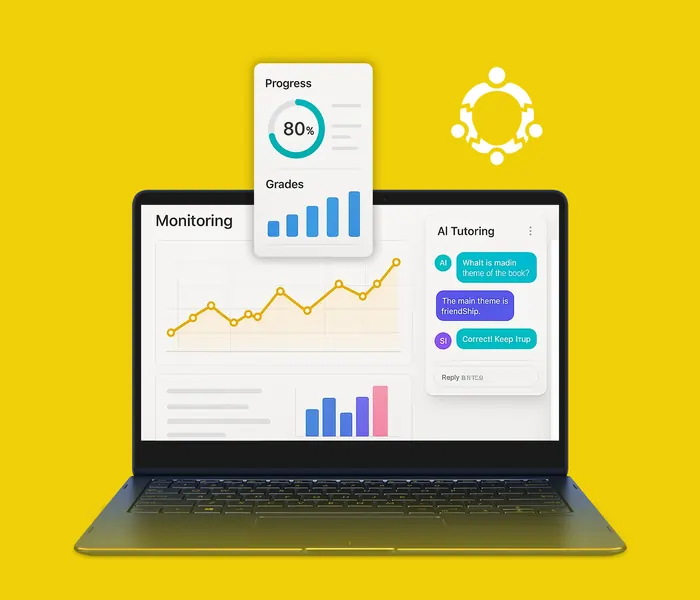 Progress
80%
Grades
Monitoring
AI Tutoring
AI
Whalt is madin
theme of the book?
The main theme is
friendShip.
SI
Correct! Keep Irup
Reply